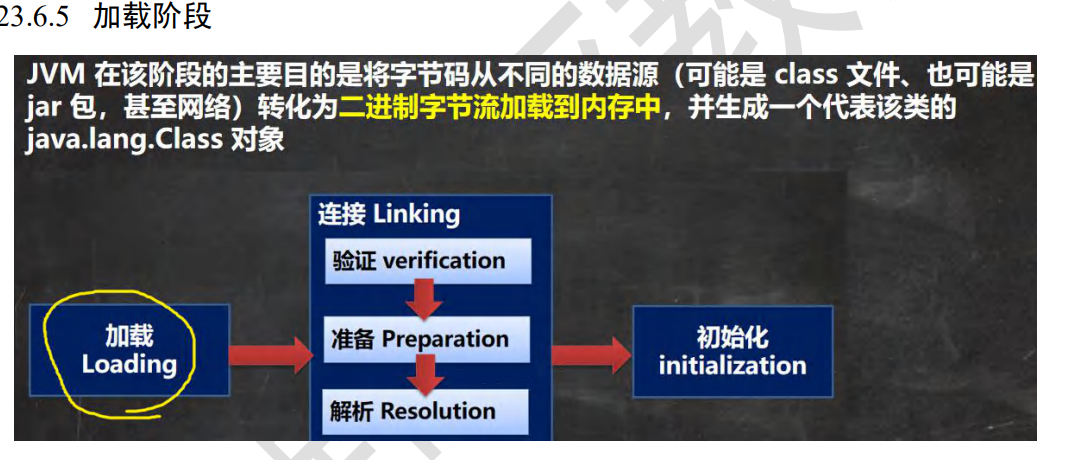 23.6.5 加载阶段
JVM 在该阶段的主要目的是将字节码从不同的数据源（可能是 class 文件、也可能是
jar 包，甚至网络）转化为二进制字节流加载到内存中，并生成一个代表该类的
java.lang.Class 对象
连接 Linking
验证 verification
准备 Preparation
解析 Resolution
加载
Loading
初始化
initialization